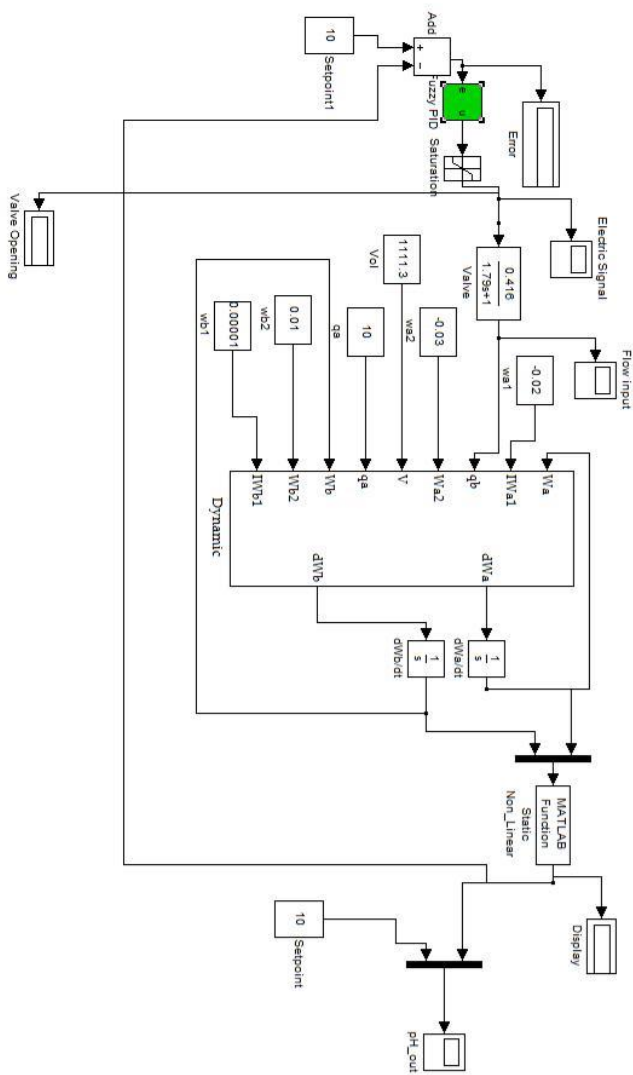 Error
Electric Signal
Flow input
Display
10
Setpoint1
Add
+
−
e
u
Fuzzy PID
Saturation
0.416
1.79s+1
Valve
-0.02
wa1
-0.03
wa2
1111.3
Vol
10
qa
0.01
wb2
0.00001
wb1
Wa
IWa1
qb
Wa2
V
qa
Wb
Wb2
IWb1
dWa
dWb
Dynamic
1
s
dWa/dt
1
s
dWb/dt
MATLAB
Function
Static
Non_Linear
10
Setpoint
pH_out
Valve Opening